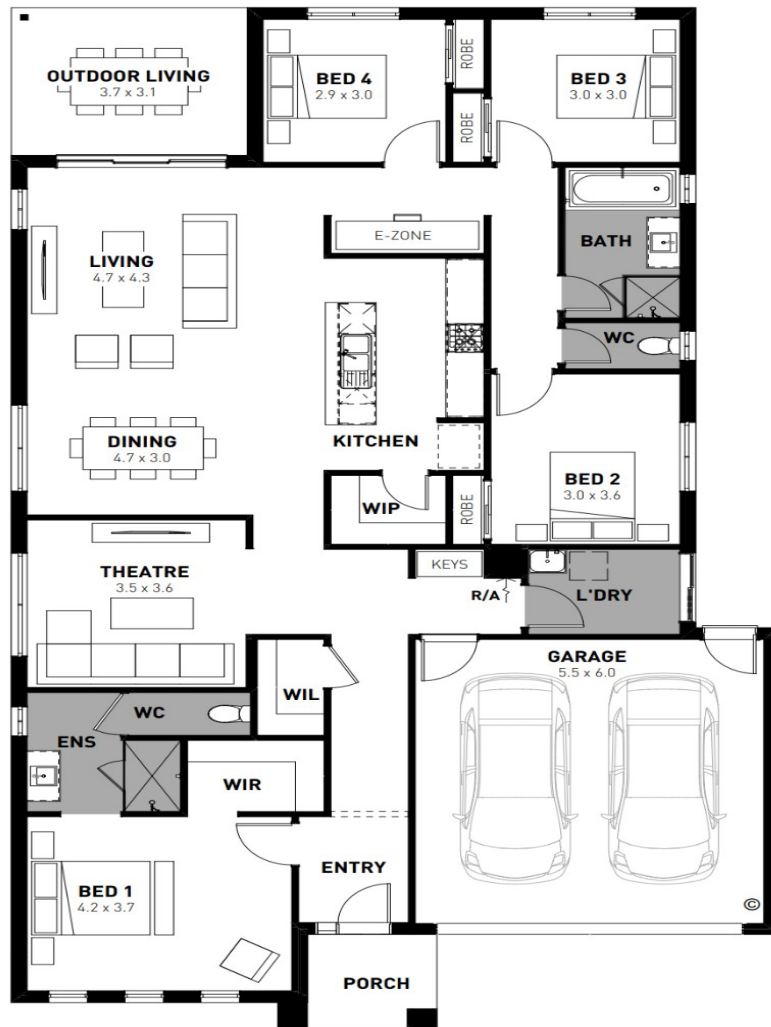 OUTDOOR LIVING
3.7 x 3.1
BED 4
2.9 x 3.0
ROBE
ROBE
BED 3
3.0 x 3.0
E-ZONE
BATH
LIVING
4.7 x 4.3
WC
KITCHEN
DINING
4.7 x 3.0
BED 2
3.0 x 3.6
WIP
ROBE
THEATRE
3.5 x 3.6
KEYS
R/A
L'DRY
GARAGE
5.5 x 6.0
WIL
WC
ENS
WIR
ENTRY
BED 1
4.2 x 3.7
©
PORCH